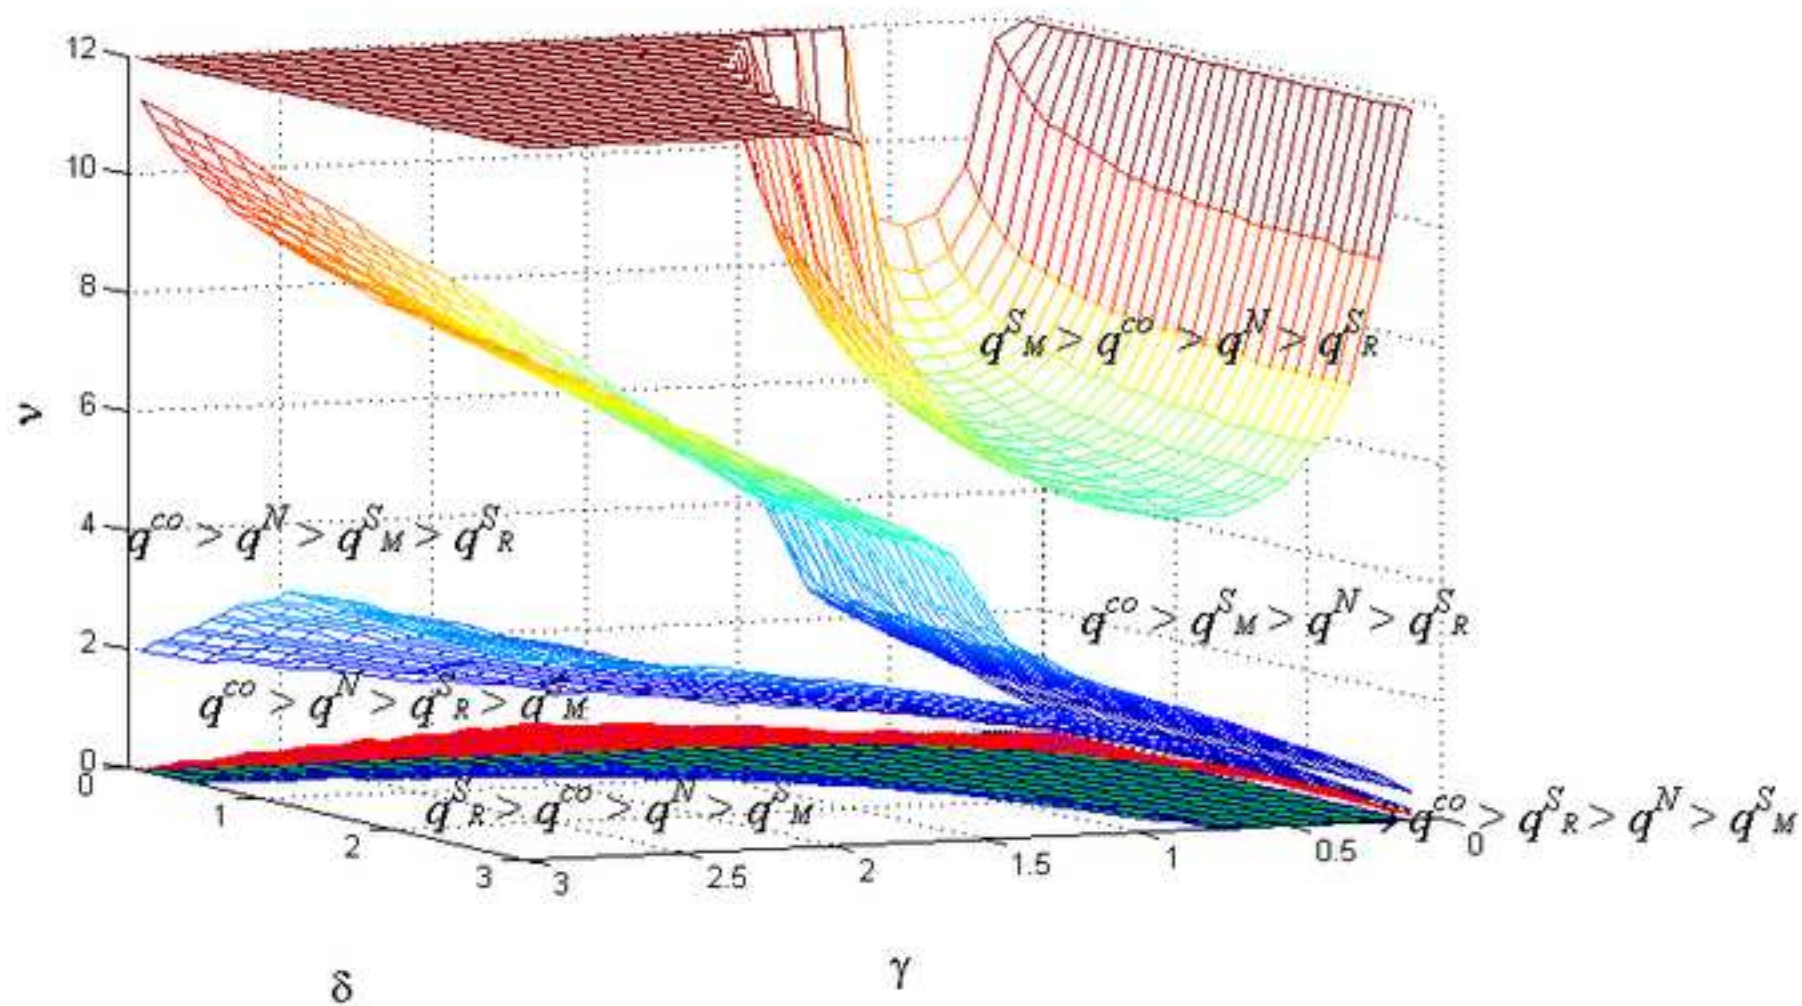 12
10
8
6
ν
4
2
0
q^S_M > q^co > q^N > q^S_R
q^co > q^N > q^S_M > q^S_R
q^co > q^S_M > q^N > q^S_R
q^co > q^N > q^S_R > q^S_M
q^S_R > q^co > q^N > q^S_M
q^co > q^S_R > q^N > q^S_M
0
1
2
3
3
2.5
2
1.5
1
0.5
0
δ
γ